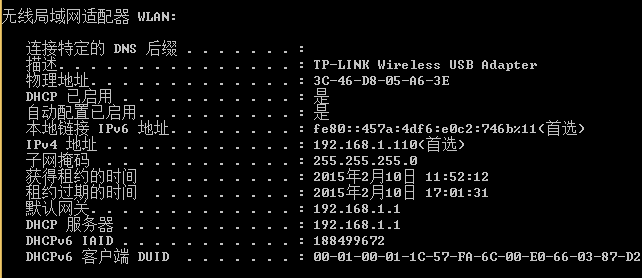 无线局域网适配器 WLAN:
连接特定的 DNS 后缀 . . . . . . . :
描述. . . . . . . . . . . . . . . : TP-LINK Wireless USB Adapter
物理地址. . . . . . . . . . . . . : 3C-46-D8-05-A6-3E
DHCP 已启用 . . . . . . . . . . . : 是
自动配置已启用. . . . . . . . . . : 是
本地链接 IPv6 地址. . . . . . . . : fe80::457a:4df6:e0c2:746b%11(首选)
IPv4 地址 . . . . . . . . . . . . : 192.168.1.110(首选)
子网掩码 . . . . . . . . . . . . : 255.255.255.0
获得租约的时间 . . . . . . . . . : 2015年2月10日 11:52:12
租约过期的时间 . . . . . . . . . : 2015年2月10日 17:01:31
默认网关. . . . . . . . . . . . . : 192.168.1.1
DHCP 服务器 . . . . . . . . . . . : 192.168.1.1
DHCPv6 IAID . . . . . . . . . . . : 188499672
DHCPv6 客户端 DUID . . . . . . . : 00-01-00-01-1C-57-FA-6C-00-E0-66-03-87-D2